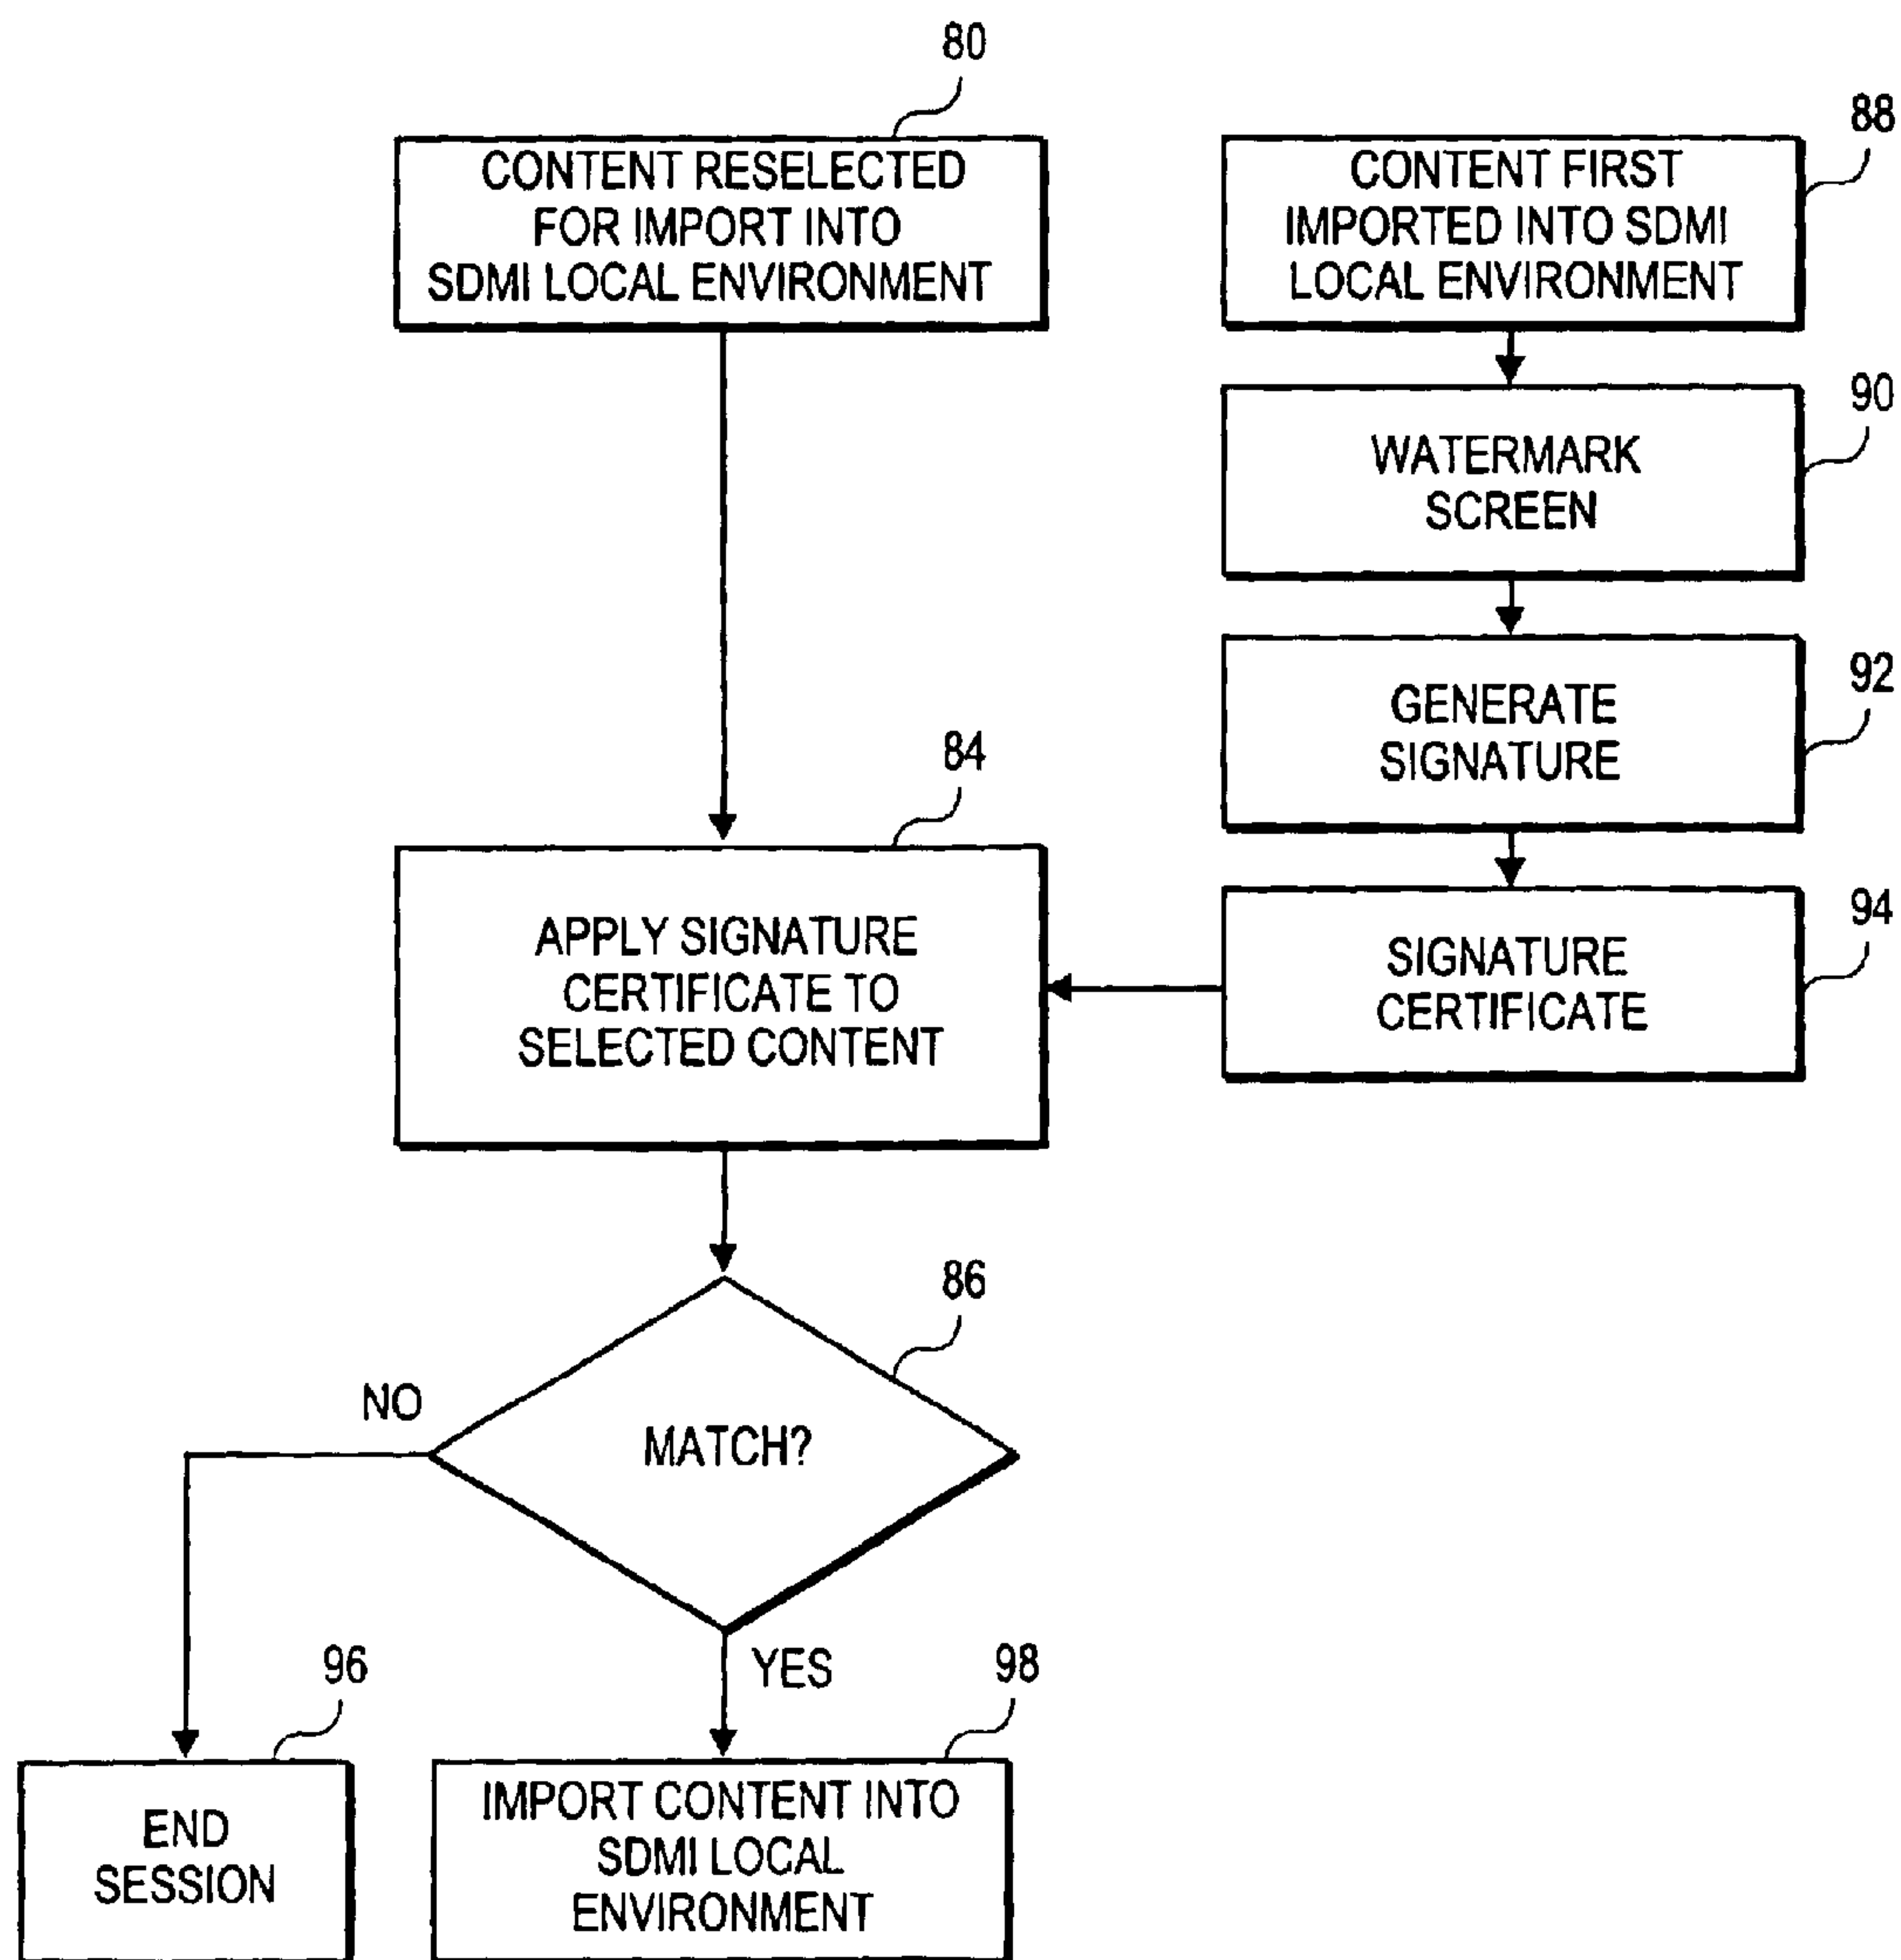 80
CONTENT RESELECTED
FOR IMPORT INTO
SDMI LOCAL ENVIRONMENT
88
CONTENT FIRST
IMPORTED INTO SDMI
LOCAL ENVIRONMENT
90
WATERMARK
SCREEN
92
GENERATE
SIGNATURE
84
APPLY SIGNATURE
CERTIFICATE TO
SELECTED CONTENT
94
SIGNATURE
CERTIFICATE
86
MATCH?
NO
YES
96
END
SESSION
98
IMPORT CONTENT INTO
SDMI LOCAL
ENVIRONMENT